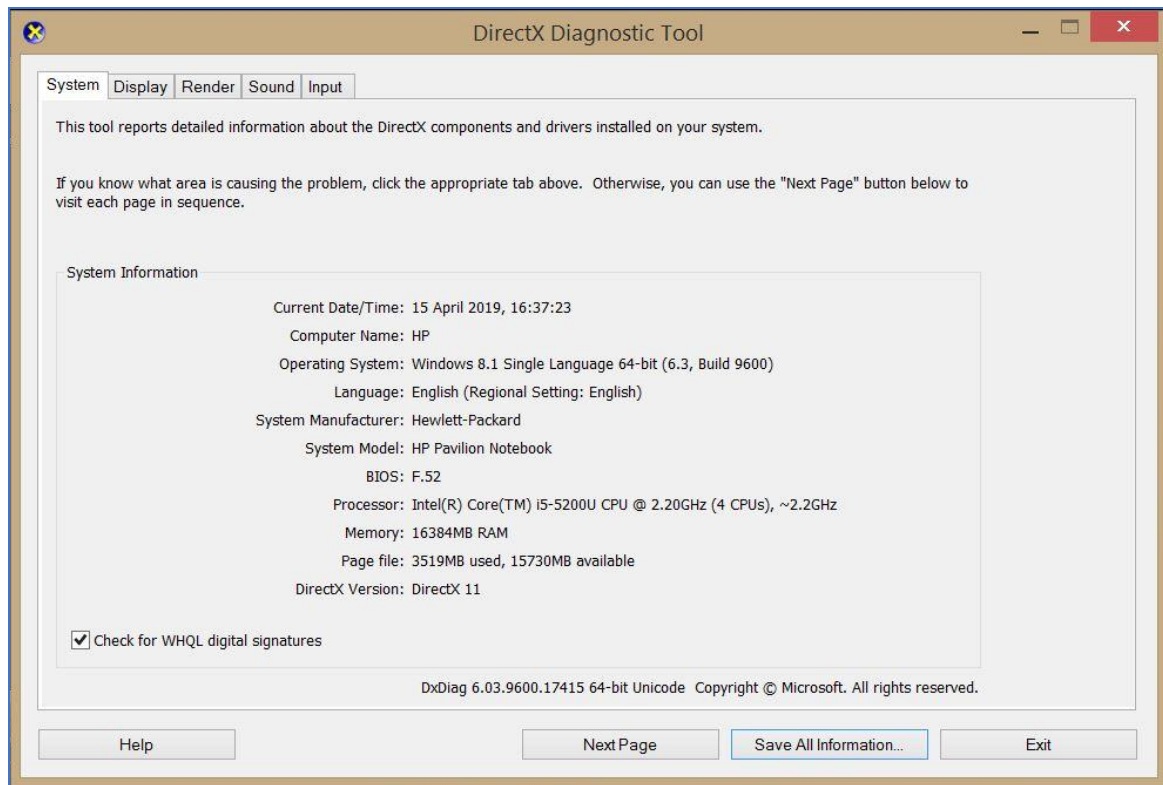 DirectX Diagnostic Tool
System
Display
Render
Sound
Input
This tool reports detailed information about the DirectX components and drivers installed on your system.
If you know what area is causing the problem, click the appropriate tab above.  Otherwise, you can use the "Next Page" button below to
visit each page in sequence.
System Information
Current Date/Time: 15 April 2019, 16:37:23
Computer Name: HP
Operating System: Windows 8.1 Single Language 64-bit (6.3, Build 9600)
Language: English (Regional Setting: English)
System Manufacturer: Hewlett-Packard
System Model: HP Pavilion Notebook
BIOS: F.52
Processor: Intel(R) Core(TM) i5-5200U CPU @ 2.20GHz (4 CPUs), ~2.2GHz
Memory: 16384MB RAM
Page file: 3519MB used, 15730MB available
DirectX Version: DirectX 11
Check for WHQL digital signatures
DxDiag 6.03.9600.17415 64-bit Unicode  Copyright © Microsoft. All rights reserved.
Help
Next Page
Save All Information...
Exit